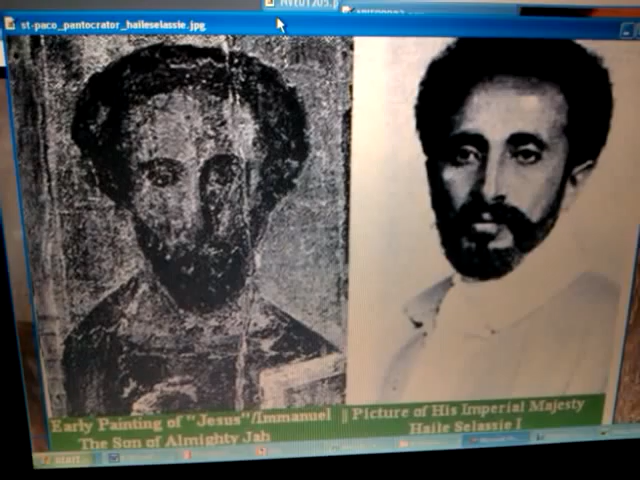 st-paco_pantocrator_haileselassie.jpg
Early Painting of "Jesus"/Immanuel || Picture of His Imperial Majesty
The Son of Almighty Jah Haile Selassie I
start